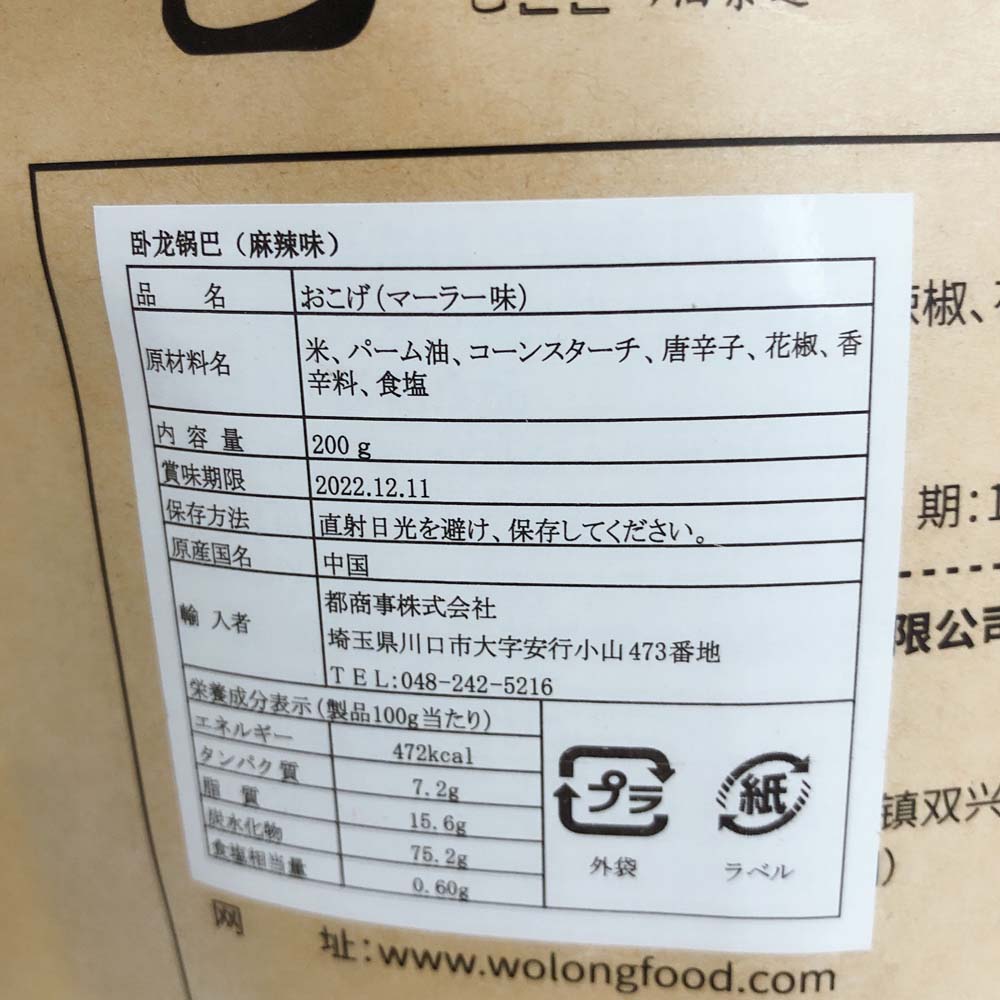 卧龙锅巴（麻辣味）
品 名 おこげ（マーラー味）
原材料名 米、パーム油、コーンスターチ、唐辛子、花椒、香
辛料、食塩
内 容 量 200ｇ
賞味期限 2022.12.11
保存方法 直射日光を避け、保存してください。
原産国名 中国
輸 入者 都商事株式会社
埼玉県川口市大字安行小山473番地
ＴＥＬ:048-242-5216
栄養成分表示（製品100g当たり）
エネルギー 472kcal
タンパク質 7.2g
脂 質 15.6g
炭水化物 75.2g
食塩相当量 0.60g
プラ
外袋
紙
ラベル
椒、
期:1
限公司
镇双兴
)
网 址:www.wolongfood.com